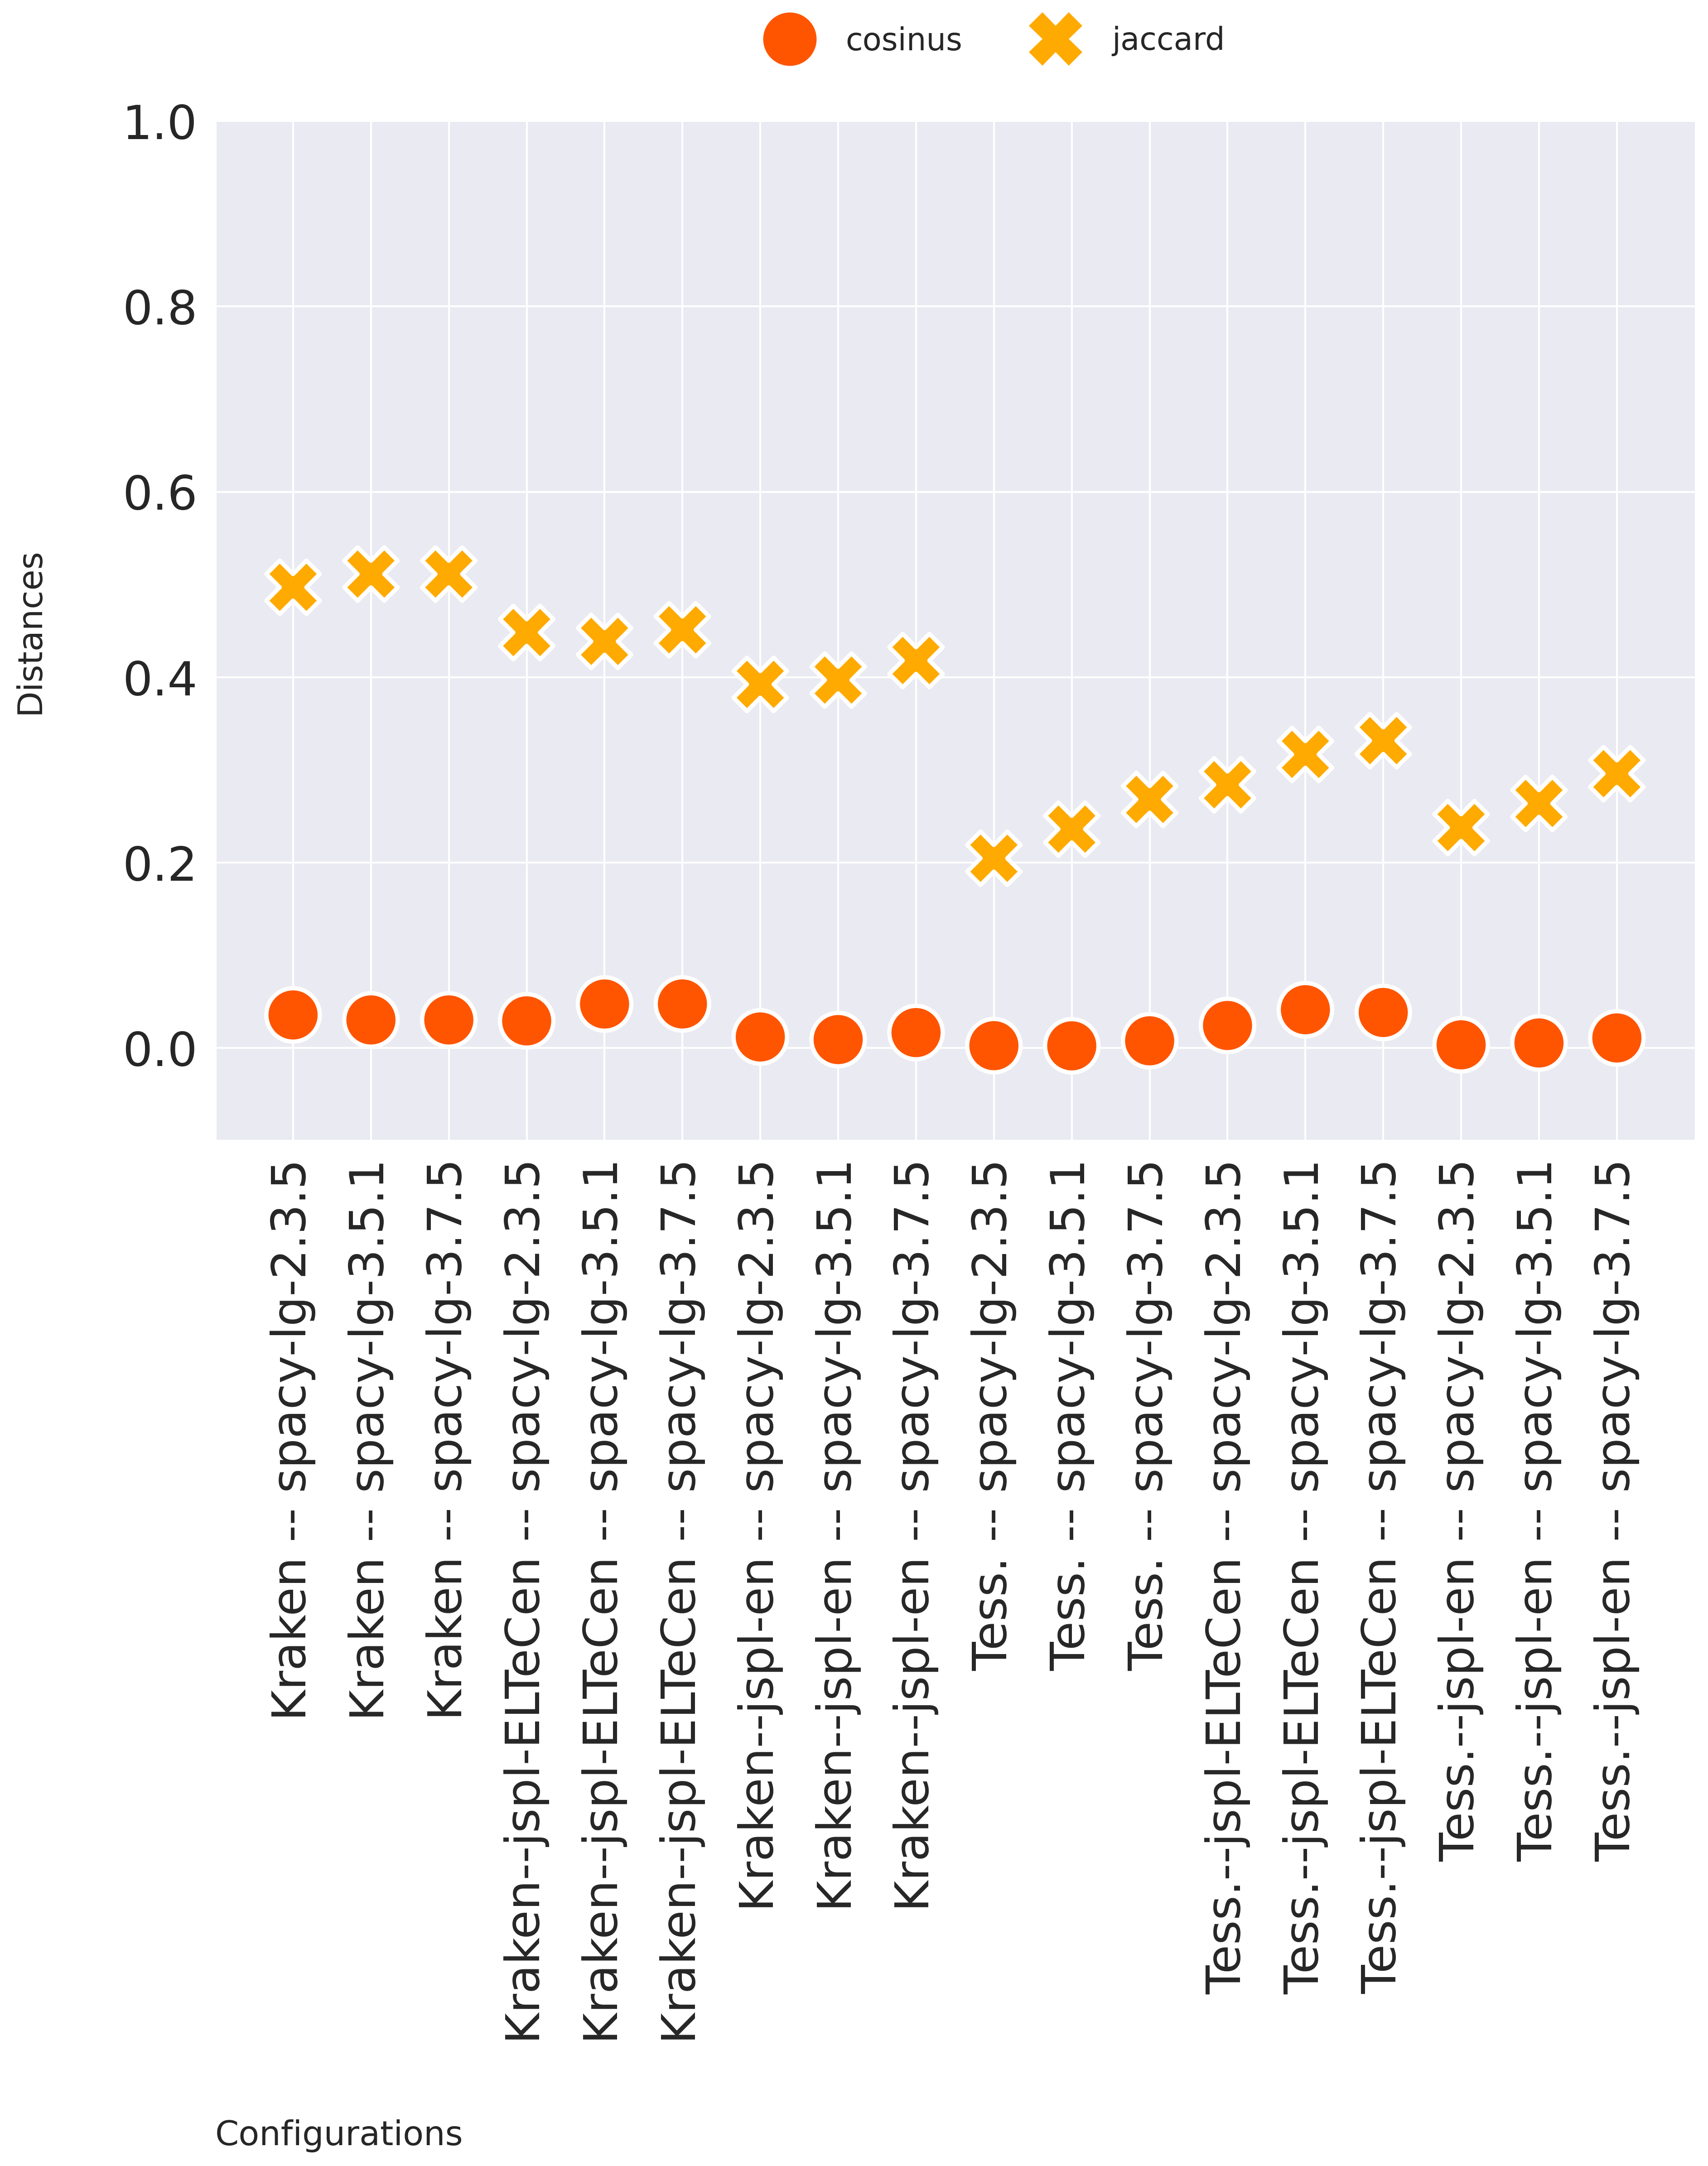 cosinus
jaccard
1.0
0.8
0.6
0.4
0.2
0.0
Distances
Kraken -- spacy-lg-2.3.5
Kraken -- spacy-lg-3.5.1
Kraken -- spacy-lg-3.7.5
Kraken--jspl-ELTeCen -- spacy-lg-2.3.5
Kraken--jspl-ELTeCen -- spacy-lg-3.5.1
Kraken--jspl-ELTeCen -- spacy-lg-3.7.5
Kraken--jspl-en -- spacy-lg-2.3.5
Kraken--jspl-en -- spacy-lg-3.5.1
Kraken--jspl-en -- spacy-lg-3.7.5
Tess. -- spacy-lg-2.3.5
Tess. -- spacy-lg-3.5.1
Tess. -- spacy-lg-3.7.5
Tess.--jspl-ELTeCen -- spacy-lg-2.3.5
Tess.--jspl-ELTeCen -- spacy-lg-3.5.1
Tess.--jspl-ELTeCen -- spacy-lg-3.7.5
Tess.--jspl-en -- spacy-lg-2.3.5
Tess.--jspl-en -- spacy-lg-3.5.1
Tess.--jspl-en -- spacy-lg-3.7.5
Configurations